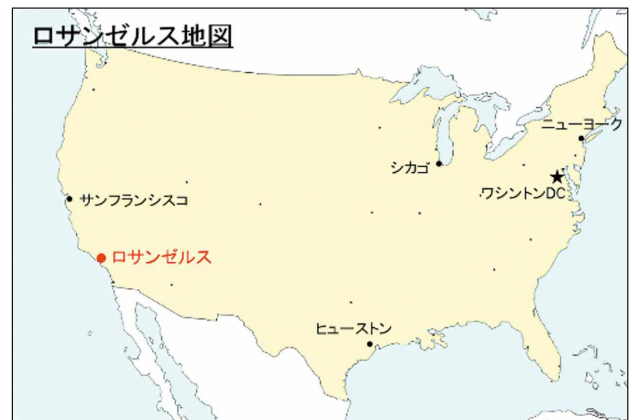 ロサンゼルス地図
ニューヨーク
シカゴ
ワシントンDC
サンフランシスコ
ロサンゼルス
ヒューストン